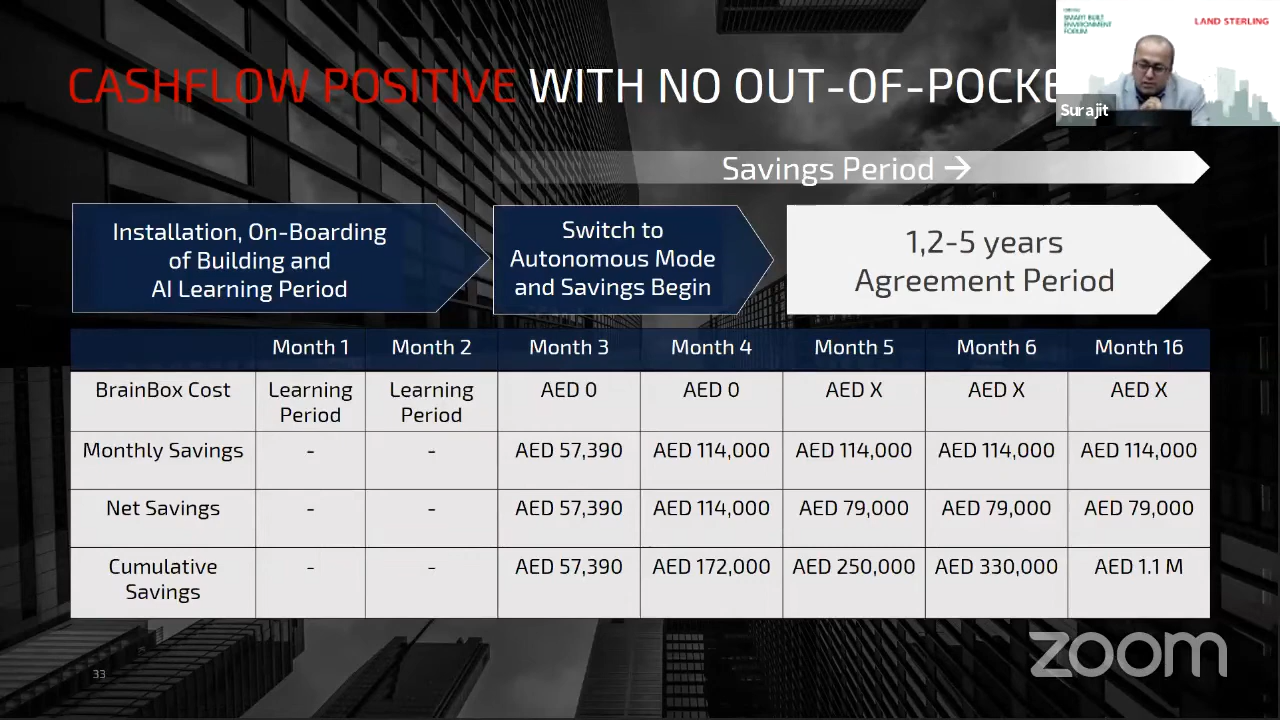 SMART BUILT
ENVIRONMENT
FORUM
LAND STERLING
Surajit
CASHFLOW POSITIVE WITH NO OUT-OF-POCKE
Savings Period →
Installation, On-Boarding
of Building and
AI Learning Period
Switch to
Autonomous Mode
and Savings Begin
1,2-5 years
Agreement Period
Month 1 Month 2 Month 3 Month 4 Month 5 Month 6 Month 16
BrainBox Cost Learning Period Learning Period AED 0 AED 0 AED X AED X AED X
Monthly Savings - - AED 57,390 AED 114,000 AED 114,000 AED 114,000 AED 114,000
Net Savings - - AED 57,390 AED 114,000 AED 79,000 AED 79,000 AED 79,000
Cumulative Savings - - AED 57,390 AED 172,000 AED 250,000 AED 330,000 AED 1.1 M
33
zoom